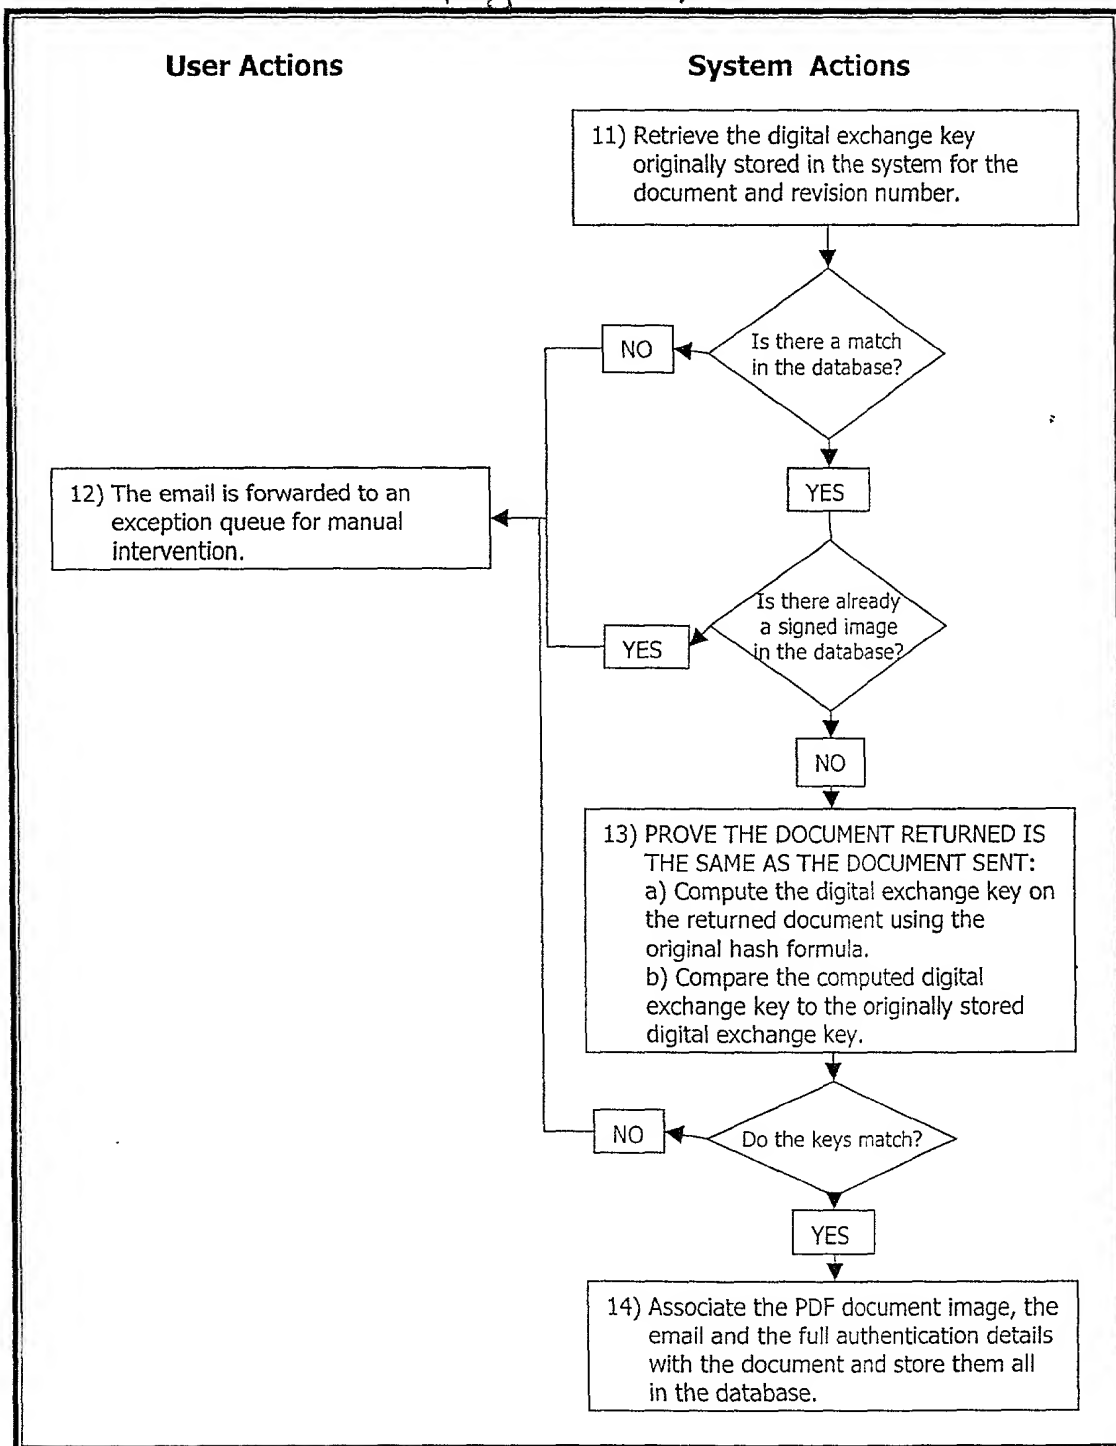 User Actions
System Actions
11) Retrieve the digital exchange key
originally stored in the system for the
document and revision number.
Is there a match
in the database?
NO
YES
12) The email is forwarded to an
exception queue for manual
intervention.
Is there already
a signed image
in the database?
YES
NO
13) PROVE THE DOCUMENT RETURNED IS
THE SAME AS THE DOCUMENT SENT:
a) Compute the digital exchange key on
the returned document using the
original hash formula.
b) Compare the computed digital
exchange key to the originally stored
digital exchange key.
Do the keys match?
NO
YES
14) Associate the PDF document image, the
email and the full authentication details
with the document and store them all
in the database.